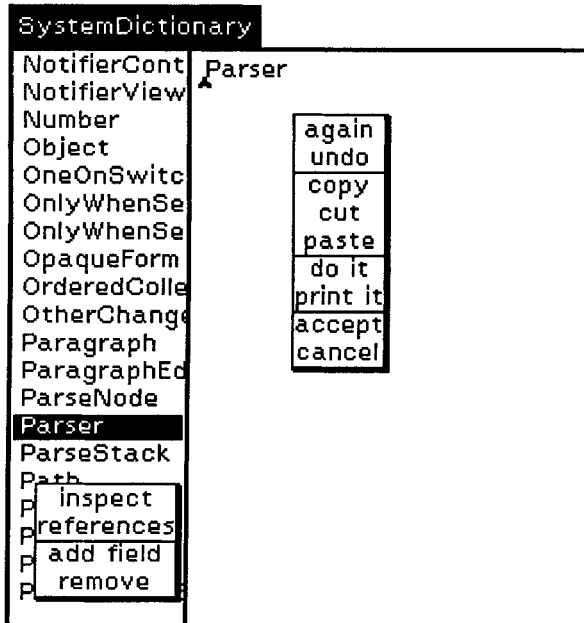 SystemDictionary
NotifierCont
NotifierView
Number
Object
OneOnSwitc
OnlyWhenSe
OnlyWhenSe
OpaqueForm
OrderedColle
OtherChange
Paragraph
ParagraphEd
ParseNode
Parser
ParseStack
Path
P
P
P
P
inspect
references
add field
remove
Parser
again
undo
copy
cut
paste
do it
print it
accept
cancel